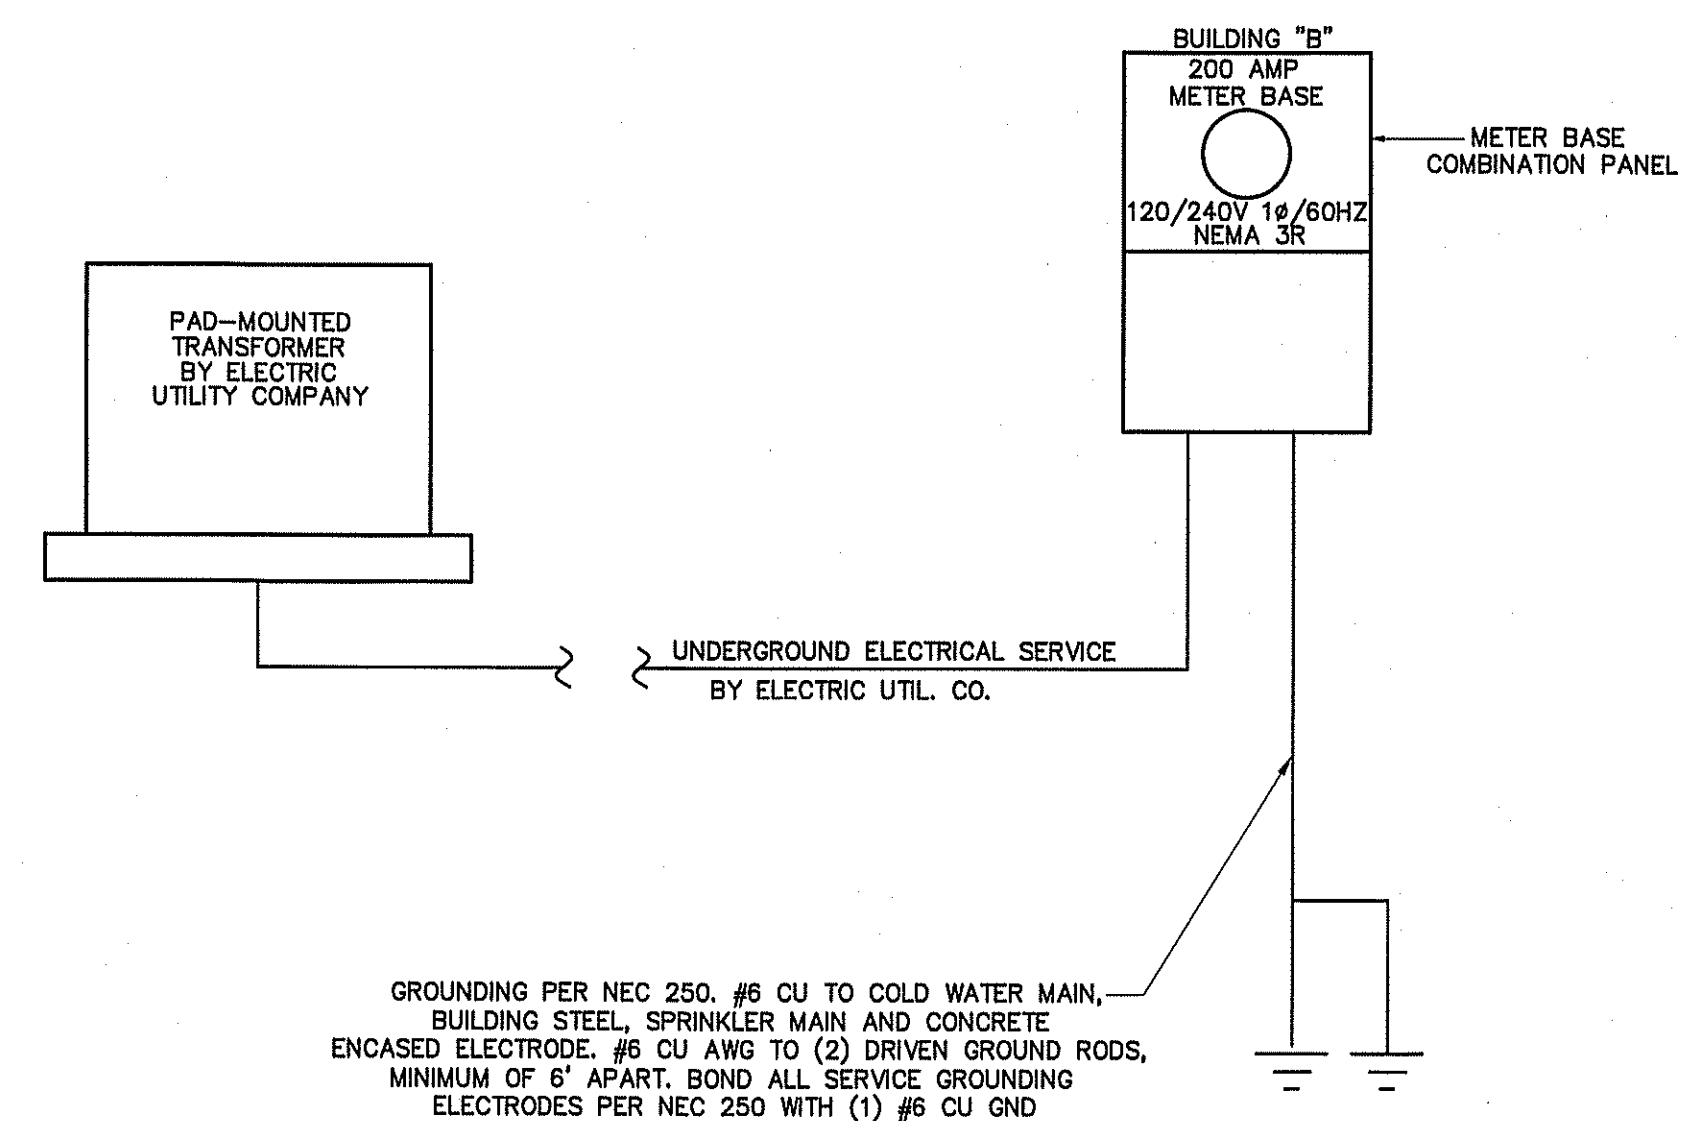 BUILDING "B"
200 AMP
METER BASE
120/240V 1ø/60HZ
NEMA 3R
METER BASE
COMBINATION PANEL
PAD-MOUNTED
TRANSFORMER
BY ELECTRIC
UTILITY COMPANY
UNDERGROUND ELECTRICAL SERVICE
BY ELECTRIC UTIL. CO.
GROUNDING PER NEC 250. #6 CU TO COLD WATER MAIN,
BUILDING STEEL, SPRINKLER MAIN AND CONCRETE
ENCASED ELECTRODE. #6 CU AWG TO (2) DRIVEN GROUND RODS,
MINIMUM OF 6' APART. BOND ALL SERVICE GROUNDING
ELECTRODES PER NEC 250 WITH (1) #6 CU GND